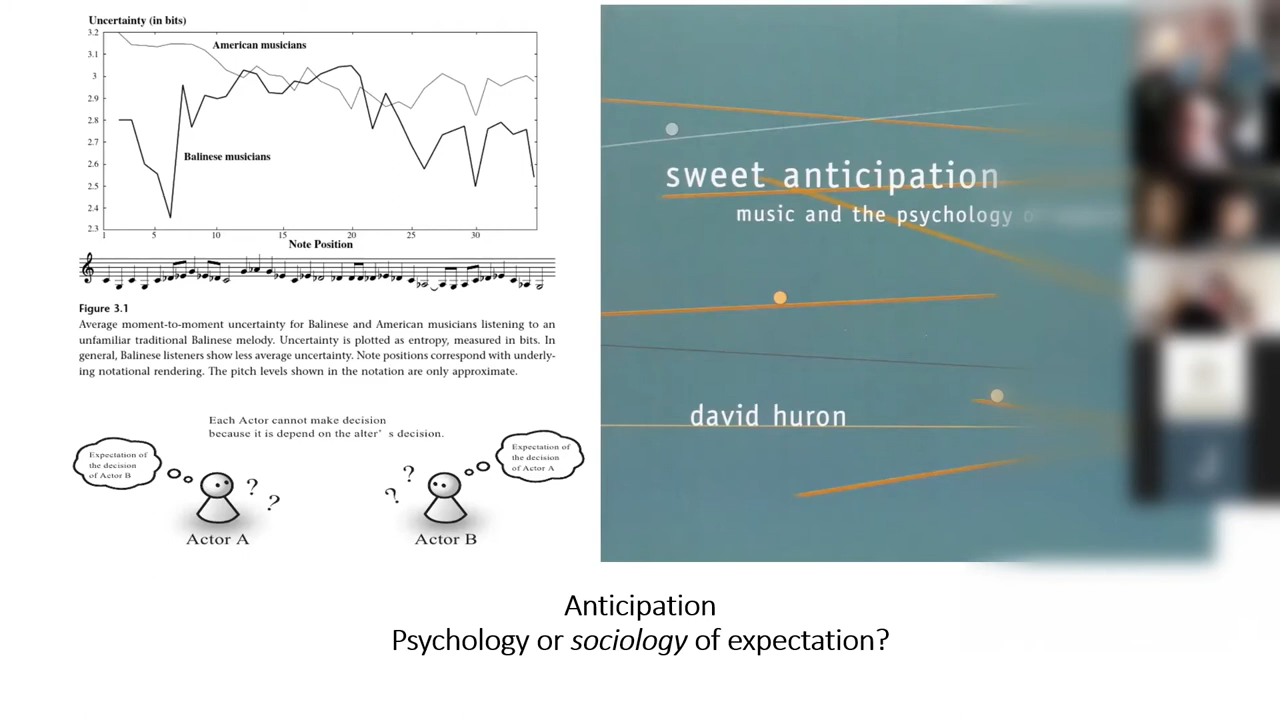 Uncertainty (in bits)
3.2
3.1
3
2.9
2.8
2.7
2.6
2.5
2.4
2.3
American musicians
Balinese musicians
1 5 10 15 20 25 30
Note Position
Figure 3.1
Average moment-to-moment uncertainty for Balinese and American musicians listening to an
unfamiliar traditional Balinese melody. Uncertainty is plotted as entropy, measured in bits. In
general, Balinese listeners show less average uncertainty. Note positions correspond with underly-
ing notational rendering. The pitch levels shown in the notation are only approximate.
Each Actor cannot make decision
because it is depend on the alter's decision.
Expectation of
the decision
of Actor B
? ?
Actor A
Expectation of
the decision
of Actor A
? ?
Actor B
sweet anticipation
music and the psychology
david huron
Anticipation
Psychology or sociology of expectation?